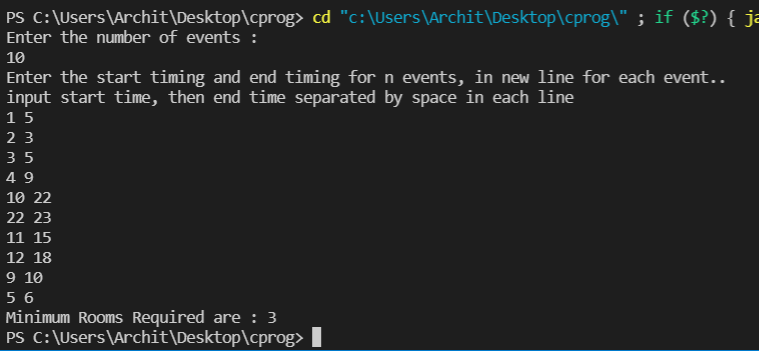 PS C:\Users\Archit\Desktop\cprog> cd "c:\Users\Archit\Desktop\cprog\" ; if ($?) { ja
Enter the number of events :
10
Enter the start timing and end timing for n events, in new line for each event..
input start time, then end time separated by space in each line
1 5
2 3
3 5
4 9
10 22
22 23
11 15
12 18
9 10
5 6
Minimum Rooms Required are : 3
PS C:\Users\Archit\Desktop\cprog>